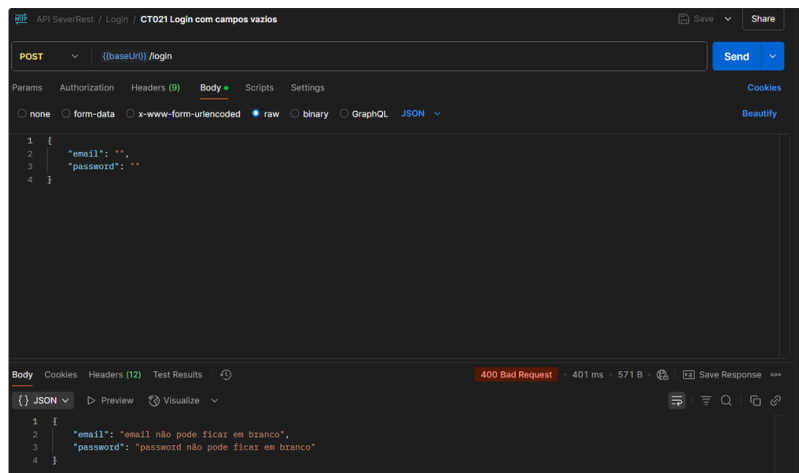 HTTP API SeverRest / Login / CT021 Login com campos vazios Save Share
POST {{baseUrl}} /login Send
Params Authorization Headers (9) Body Scripts Settings Cookies
none form-data x-www-form-urlencoded raw binary GraphQL JSON Beautify
1 {
2 "email": "",
3 "password": ""
4 }
Body Cookies Headers (12) Test Results 400 Bad Request • 401 ms • 571 B Save Response
{} JSON Preview Visualize
1 {
2 "email": "email não pode ficar em branco",
3 "password": "password não pode ficar em branco"
4 }